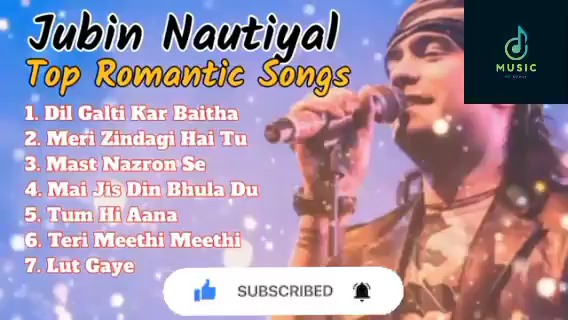 Jubin Nautiyal
Top Romantic Songs
1. Dil Galti Kar Baitha
2. Meri Zindagi Hai Tu
3. Mast Nazron Se
4. Mai Jis Din Bhula Du
5. Tum Hi Aana
6. Teri Meethi Meethi
7. Lut Gaye
MUSIC
SUBSCRIBED